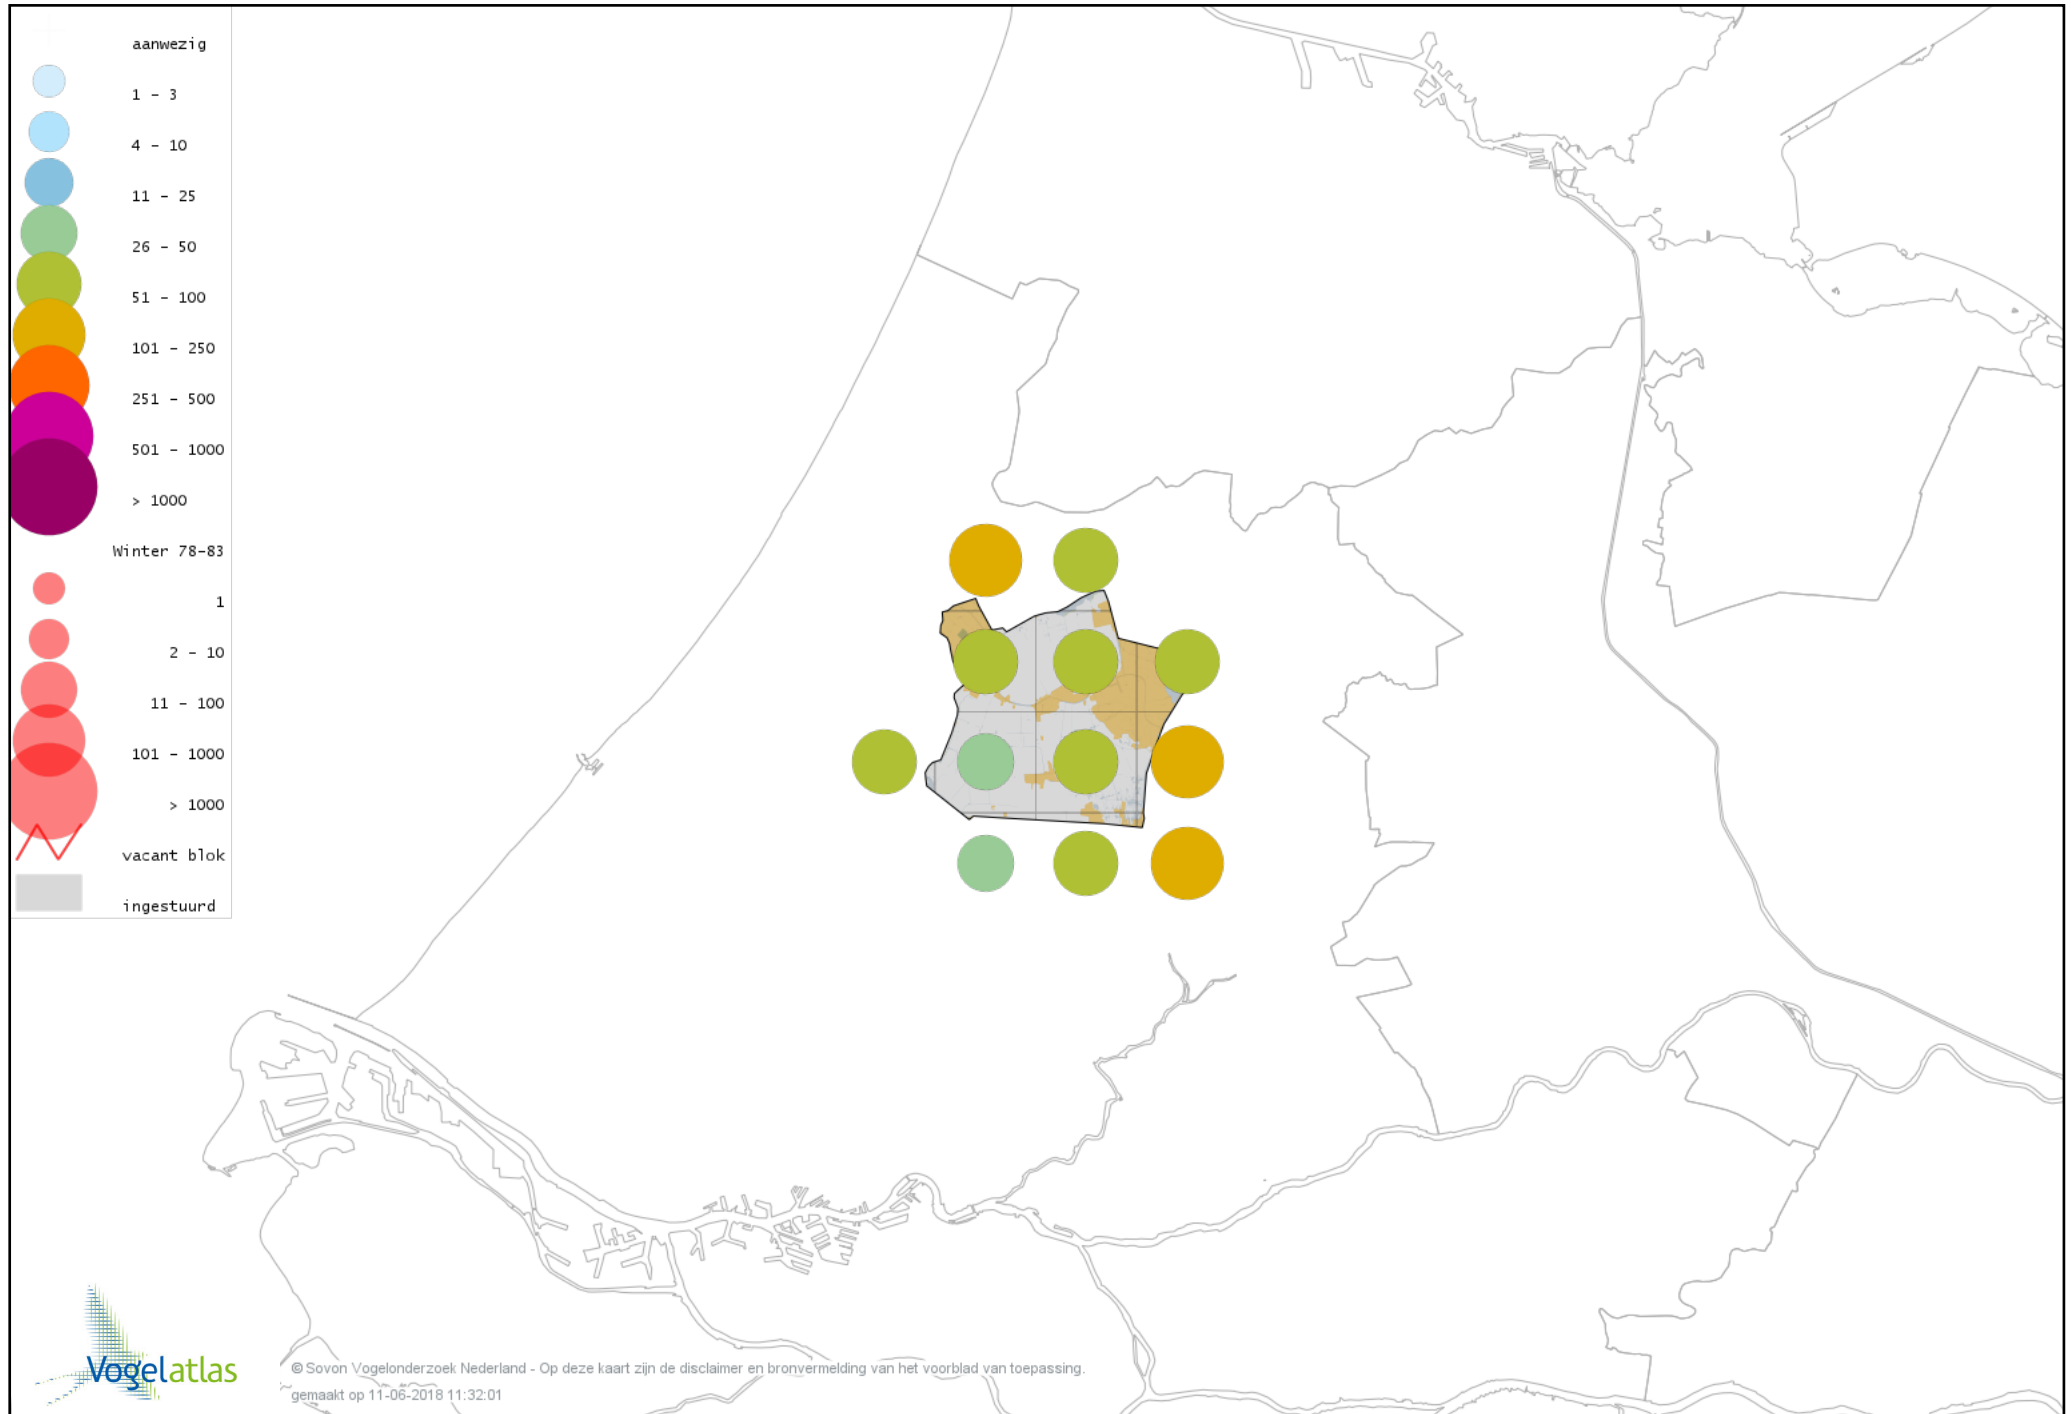 aanwezig
1 - 3
4 - 10
11 - 25
26 - 50
51 - 100
101 - 250
251 - 500
501 - 1000
> 1000
Winter 78-83
1
2 - 10
11 - 100
101 - 1000
> 1000
vacant blok
ingestuurd
Vogelatlas
© Sovon Vogelonderzoek Nederland - Op deze kaart zijn de disclaimer en bronvermelding van het voorblad van toepassing.
gemaakt op 11-06-2018 11:32:01